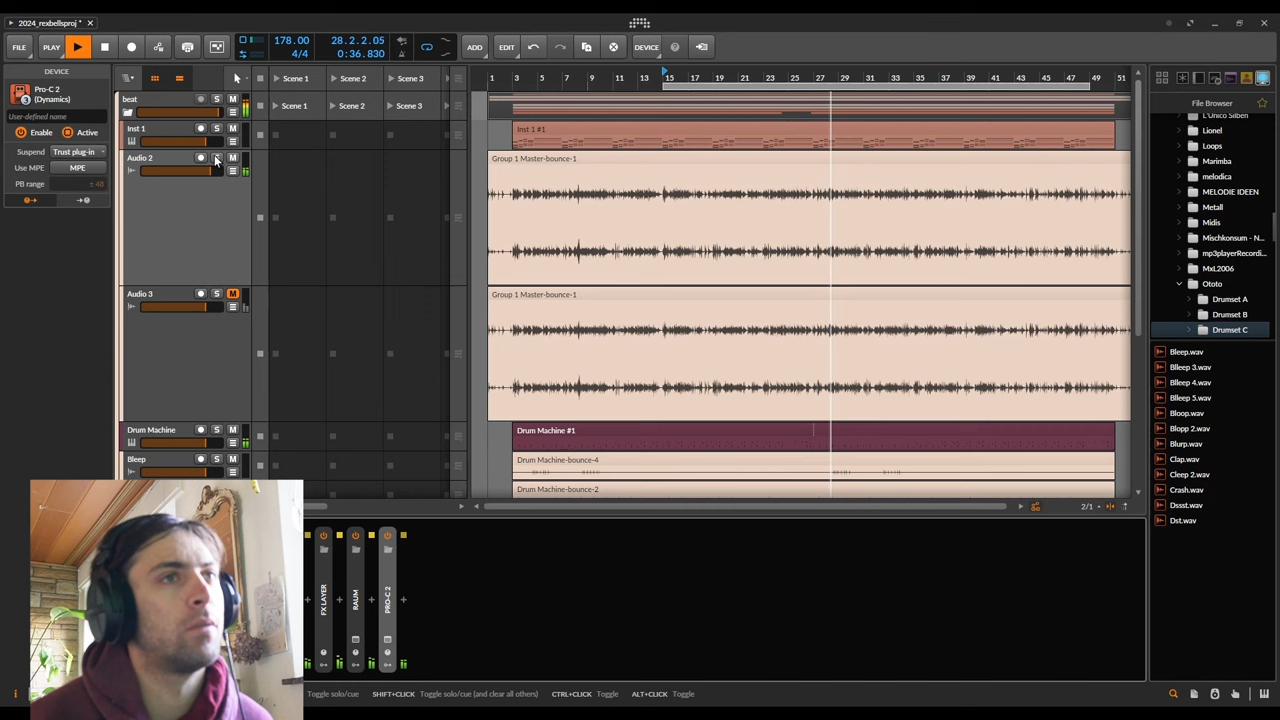 2024_rexbellsproj *
FILE PLAY ADD EDIT DEVICE
178.00 28.2.2.05
4/4 0:36.830
DEVICE
Pro-C 2
(Dynamics)
User-defined name
Enable Active
Suspend Trust plug-in
Use MPE MPE
PB range ± 48
Scene 1 Scene 2 Scene 3
Scene 1 Scene 2 Scene 3
beat S M
Inst 1 S M
Audio 2 M
Audio 3 S M
Drum Machine S M
Bleep S M
1 3 5 7 9 11 13 15 17 19 21 23 25 27 29 31 33 35 37 39 41 43 45 47 49 51
Inst 1 #1
Group 1 Master-bounce-1
Group 1 Master-bounce-1
Drum Machine #1
Drum Machine-bounce-4
Drum Machine-bounce-2
2/1
File Browser
L'Unico Silben
Lionel
Loops
Marimba
melodica
MELODIE IDEEN
Metall
Midis
Mischkonsum - N...
mp3playerRecordi...
MxL2006
Ototo
Drumset A
Drumset B
Drumset C
Bleep.wav
Blleep 3.wav
Blleep 4.wav
Blleep 5.wav
Bloop.wav
Blopp 2.wav
Blurp.wav
Clap.wav
Cleep 2.wav
Crash.wav
Dssst.wav
Dst.wav
FX LAYER
RAUM
PRO-C 2
Toggle solo/cue SHIFT+CLICK Toggle solo/cue (and clear all others) CTRL+CLICK Toggle ALT+CLICK Toggle